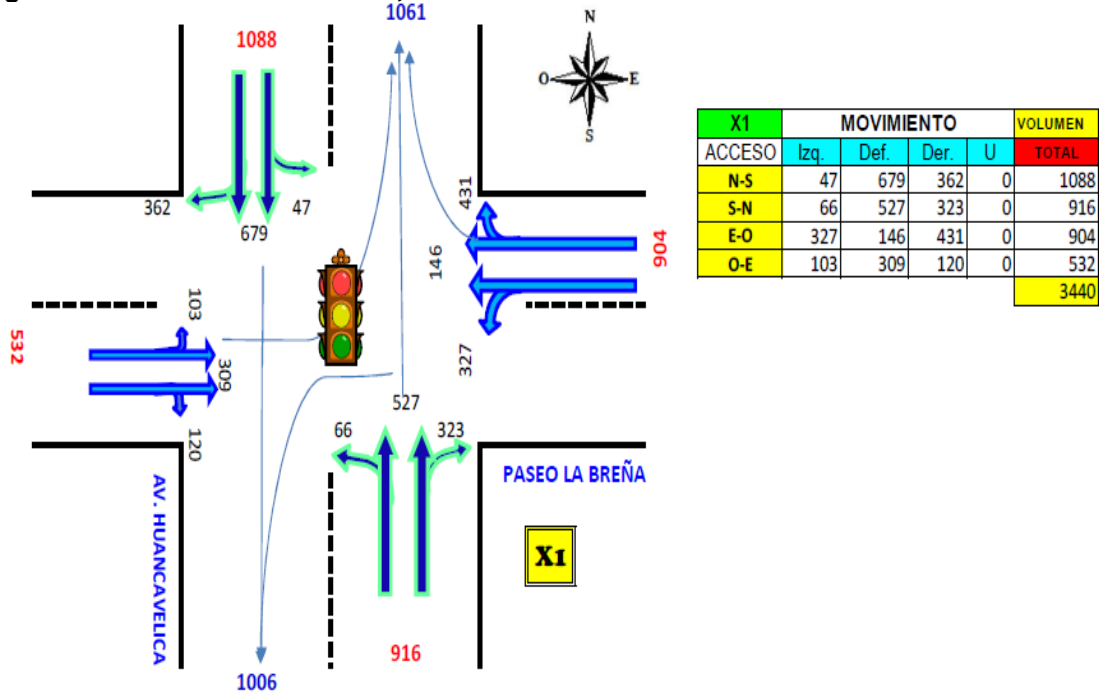 1061
1088
N
O
E
S
362
47
679
431
146
904
103
532
309
327
120
527
66
323
PASEO LA BREÑA
AV. HUANCAVELICA
X1
916
1006
X1 MOVIMIENTO VOLUMEN
ACCESO Izq. Def. Der. U TOTAL
N-S 47 679 362 0 1088
S-N 66 527 323 0 916
E-O 327 146 431 0 904
O-E 103 309 120 0 532
3440